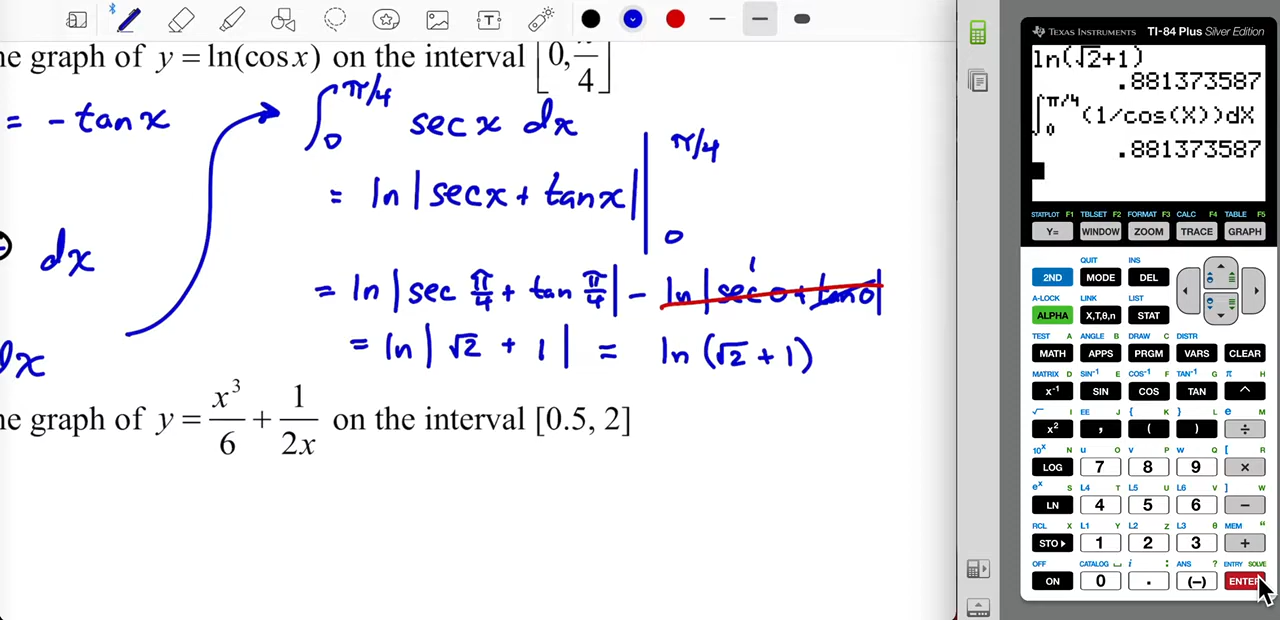 he graph of y = ln(cos x) on the interval [0, π/4]
= -tanx
∫₀^π/4 secx dx
= ln|secx + tanx| |₀^π/4
dx
= ln|sec π/4 + tan π/4| - ln|sec 0 + tan 0|
1
dx
= ln|√2 + 1| = ln(√2 + 1)
he graph of y = x³/6 + 1/2x on the interval [0.5, 2]
TEXAS INSTRUMENTS TI-84 Plus Silver Edition
ln(√2+1)
.881373587
∫₀^π/4 (1/cos(X))dX
.881373587
STATPLOT F1 TBLSET F2 FORMAT F3 CALC F4 TABLE F5
Y= WINDOW ZOOM TRACE GRAPH
QUIT INS
2ND MODE DEL
A-LOCK LINK LIST
ALPHA X,T,θ,n STAT
TEST A ANGLE B DRAW C DISTR
MATH APPS PRGM VARS CLEAR
MATRIX D SIN⁻¹ E COS⁻¹ F TAN⁻¹ G π H
x⁻¹ SIN COS TAN ^
√ I EE J { K } L e M
x² , ( ) ÷
10ˣ N u O v P w Q [ R
LOG 7 8 9 ×
eˣ S L4 T L5 U L6 V ] W
LN 4 5 6 −
RCL X L1 Y L2 Z L3 θ MEM "
STO▸ 1 2 3 +
OFF CATALOG ⎵ i : ANS ? ENTRY SOLVE
ON 0 . (−) ENTER